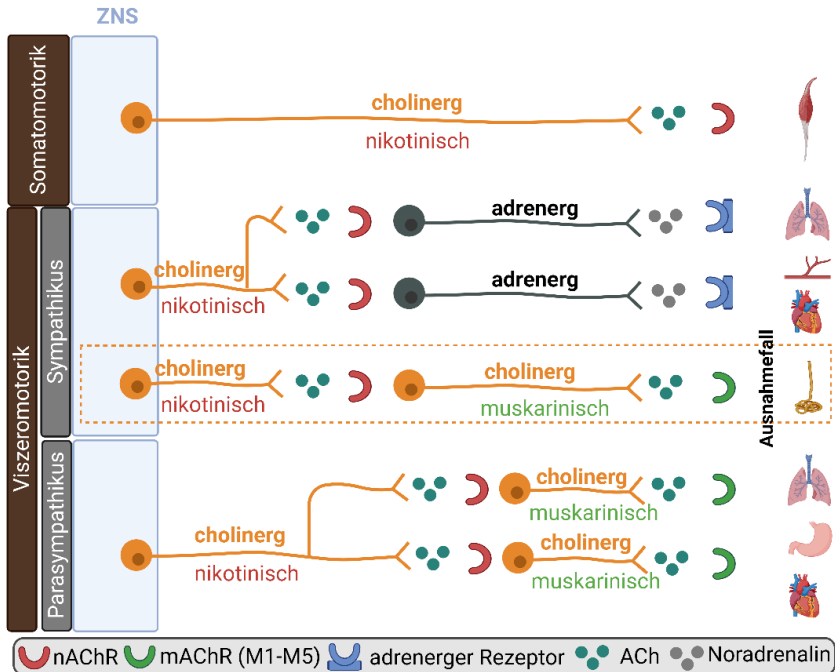 ZNS
Somatomotorik
cholinerg
nikotinisch
Viszeromotorik
Sympathikus
cholinerg
nikotinisch
adrenerg
adrenerg
cholinerg
nikotinisch
cholinerg
muskarinisch
Ausnahmefall
Parasympathikus
cholinerg
nikotinisch
cholinerg
muskarinisch
cholinerg
muskarinisch
nAChR mAChR (M1-M5) adrenerger Rezeptor ACh Noradrenalin